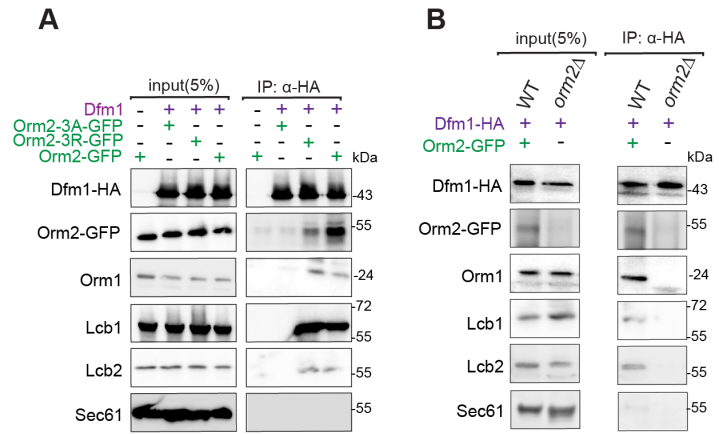 A
input(5%) IP: α-HA
Dfm1 - + + + - + + +
Orm2-3A-GFP - + - - - + - -
Orm2-3R-GFP - - + - - - + -
Orm2-GFP + - - + + - - +
kDa
Dfm1-HA -43
Orm2-GFP -55
Orm1 -24
Lcb1 -72
-55
Lcb2 -55
Sec61 -55
B
input(5%) IP: α-HA
WT orm2Δ WT orm2Δ
Dfm1-HA + + + +
Orm2-GFP + - + -
kDa
Dfm1-HA -43
Orm2-GFP -55
Orm1 -24
Lcb1 -72
-55
Lcb2 -55
Sec61 -55